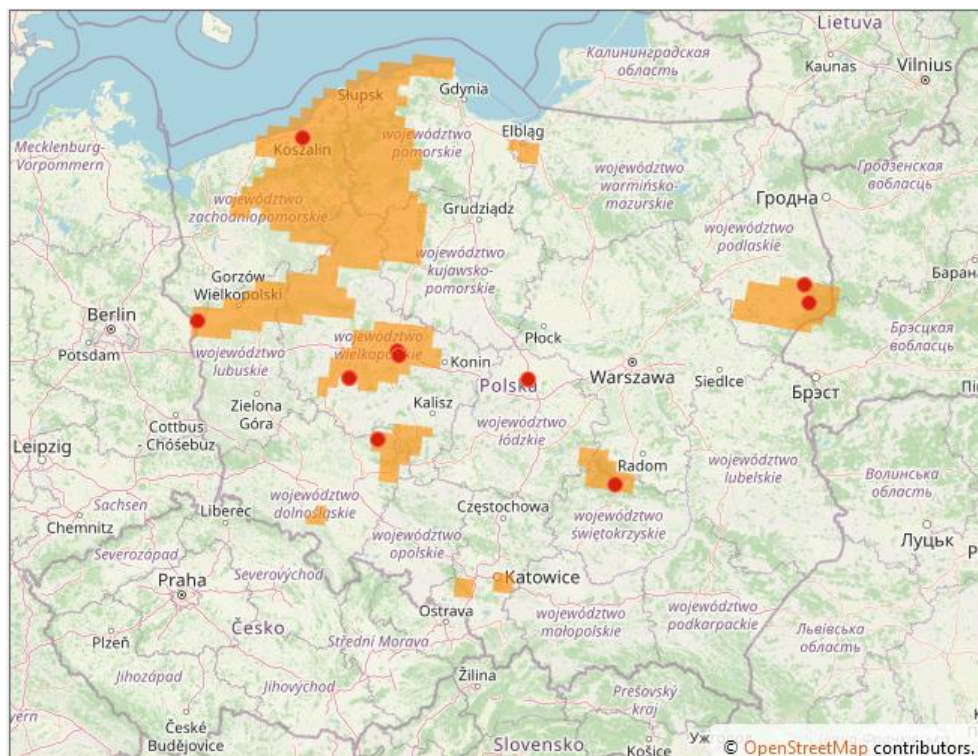 Lietuva
Калининградская
область
Kaunas
Vilnius
Gdynia
Słupsk
Elbląg
Koszalin
województwo
pomorskie
Mecklenburg-
Vorpommern
Гродзенская
вобласць
województwo
warmińsko-
mazurskie
Гродна
województwo
zachodniopomorskie
Grudziądz
województwo
podlaskie
województwo
kujawsko-
pomorskie
Gorzów
Wielkopolski
Баран
Berlin
Potsdam
Płock
Брэсцкая
вобласць
województwo
wielkopolskie
województwo
lubuskie
Konin
Polska
Warszawa
Siedlce
Брэст
Пі
Zielona
Góra
Kalisz
województwo
łódzkie
Cottbus
- Chóśebuz
Leipzig
Radom
województwo
lubelskie
Волинська
область
Sachsen
Chemnitz
Liberec
województwo
dolnośląskie
Częstochowa
województwo
świętokrzyskie
województwo
opolskie
Луцьк
Severozápad
Praha
Severovýchod
Katowice
Р
Ostrava
województwo
małopolskie
województwo
podkarpackie
Львівська
область
Plzeň
Česko
Střední Morava
Jihozápad
Jihovýchod
Žilina
Prešovský
kraj
yern
České
Budějovice
Slovensko
Košice
Уж
© OpenStreetMap contributors.